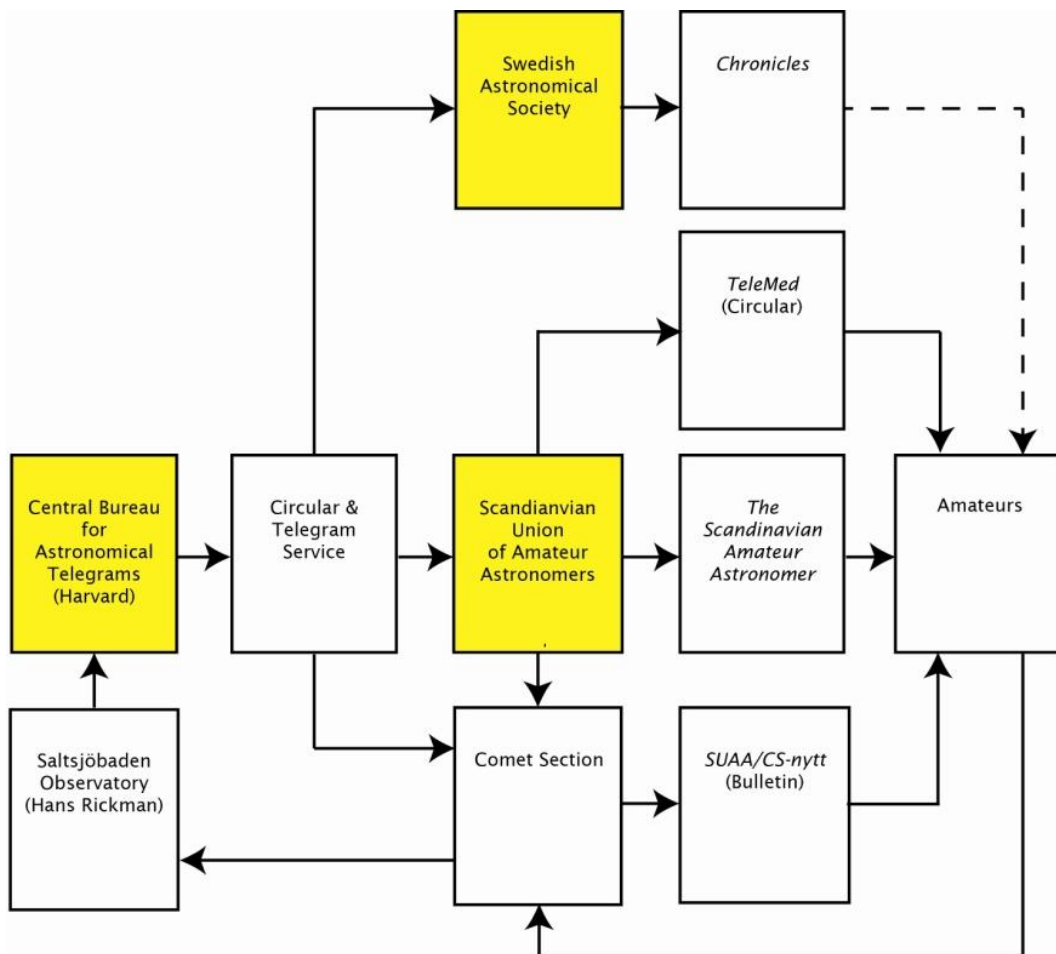 Swedish
Astronomical
Society
Chronicles
TeleMed
(Circular)
Central Bureau
for
Astronomical
Telegrams
(Harvard)
Circular &
Telegram
Service
Scandianvian
Union
of Amateur
Astronomers
The
Scandinavian
Amateur
Astronomer
Amateurs
Saltsjöbaden
Observatory
(Hans Rickman)
Comet Section
SUAA/CS-nytt
(Bulletin)